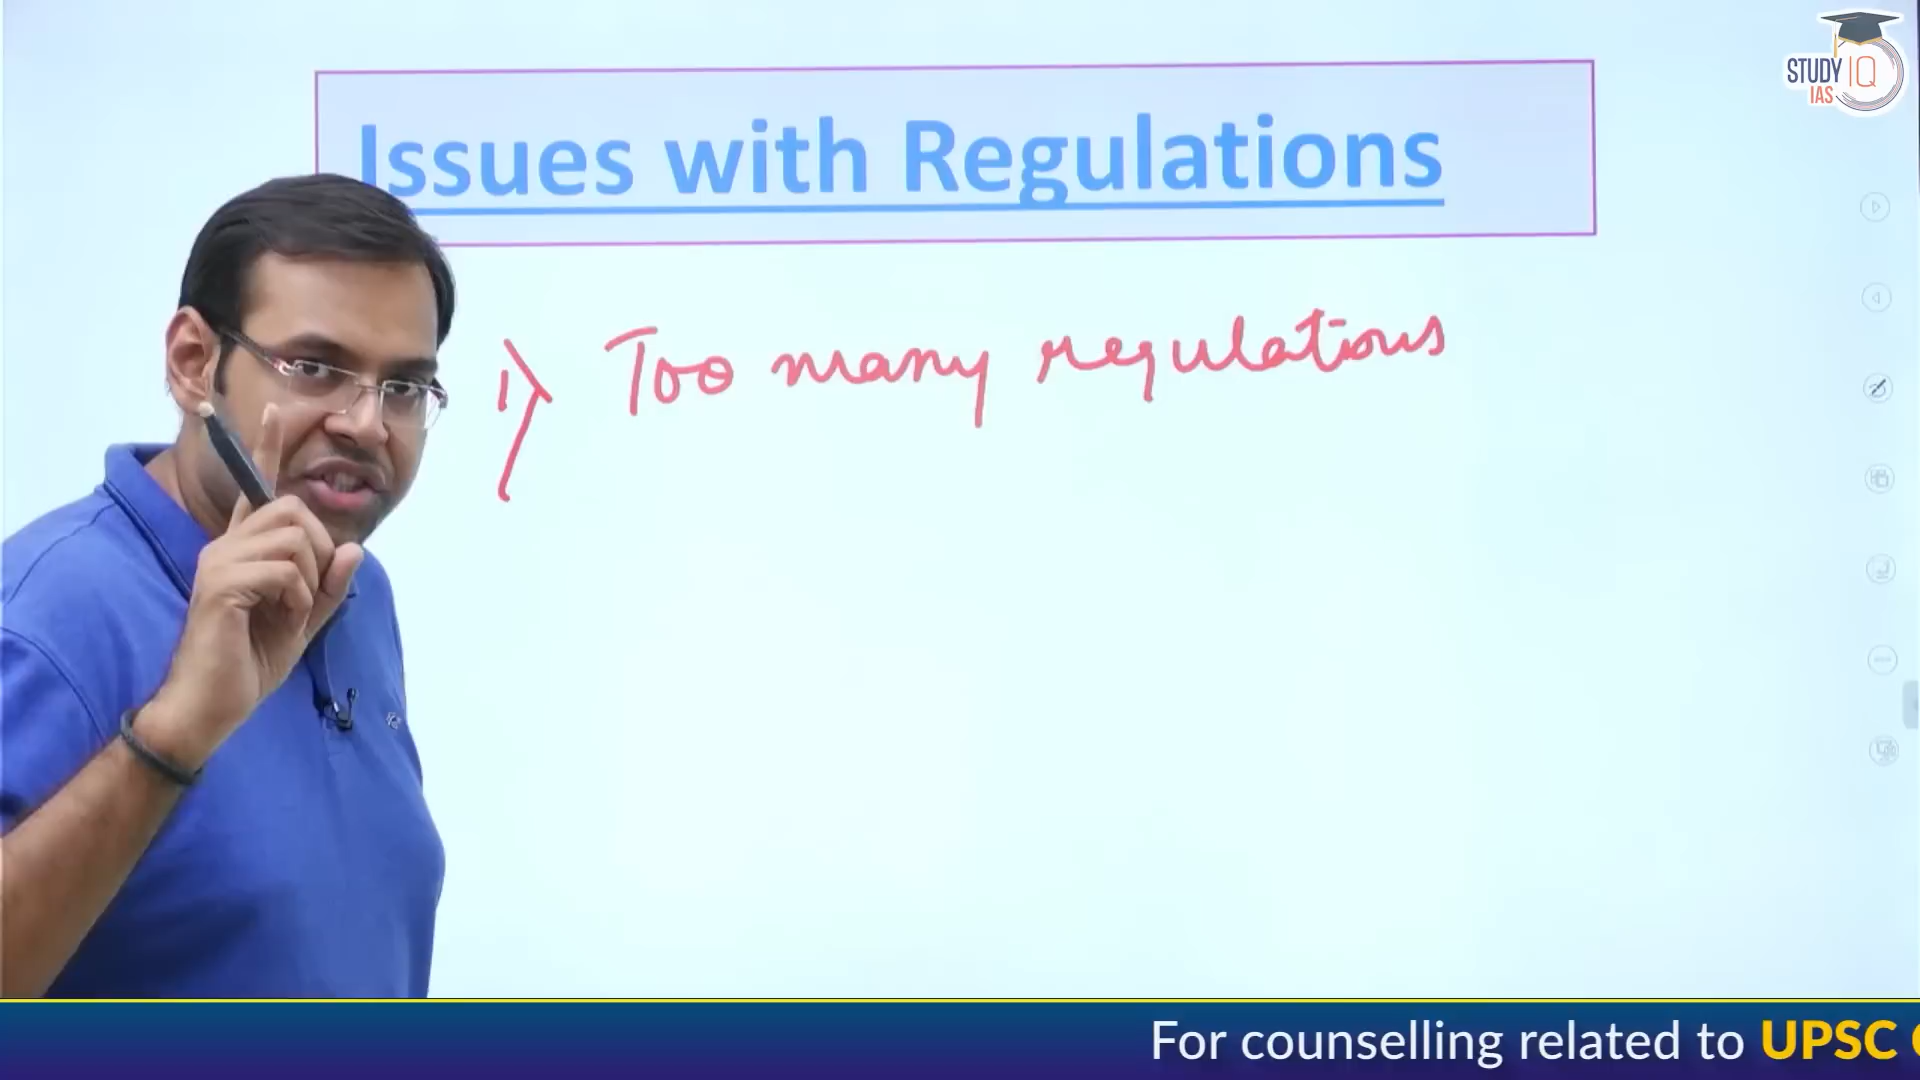 STUDY IQ
IAS
Issues with Regulations
1) Too many regulations
For counselling related to UPSC